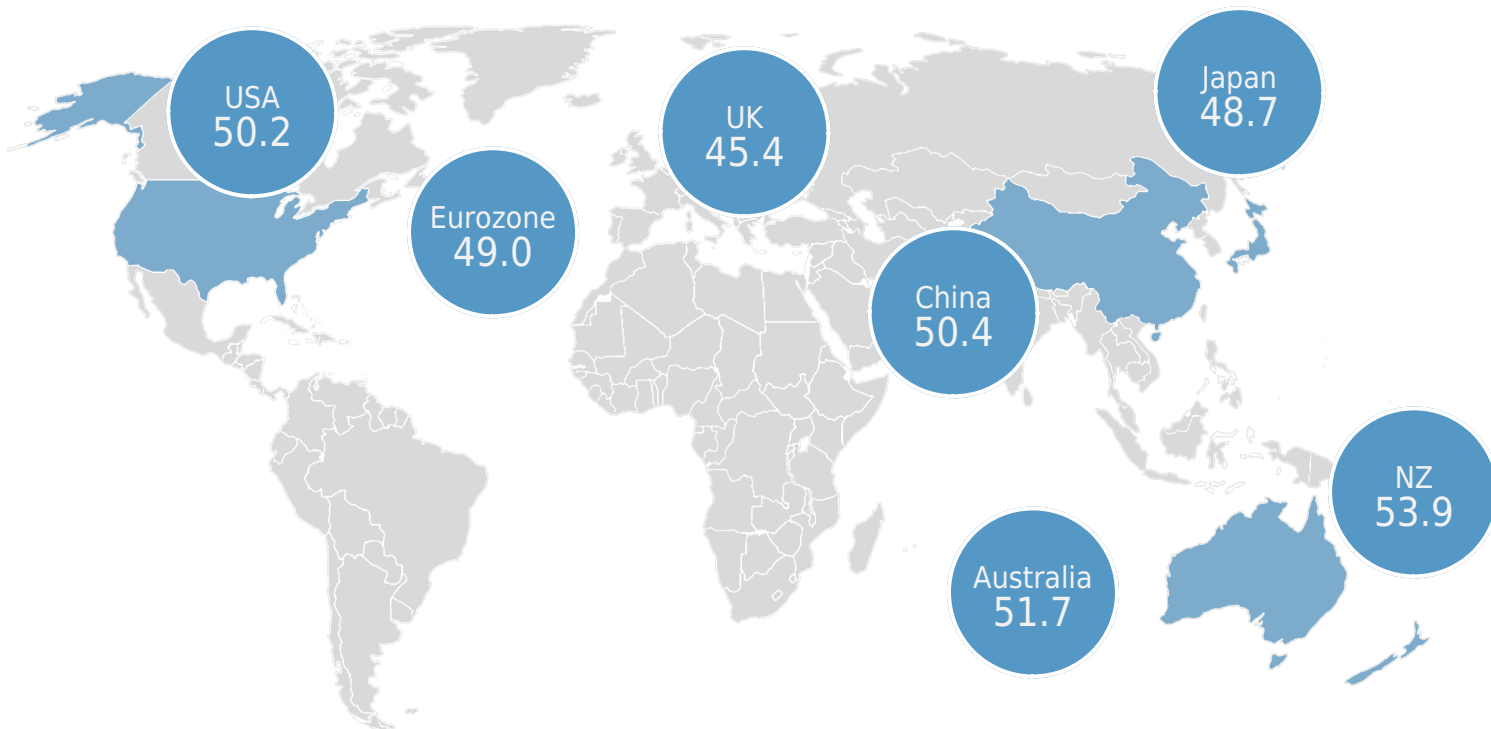 USA
50.2
Eurozone
49.0
UK
45.4
Japan
48.7
China
50.4
NZ
53.9
Australia
51.7